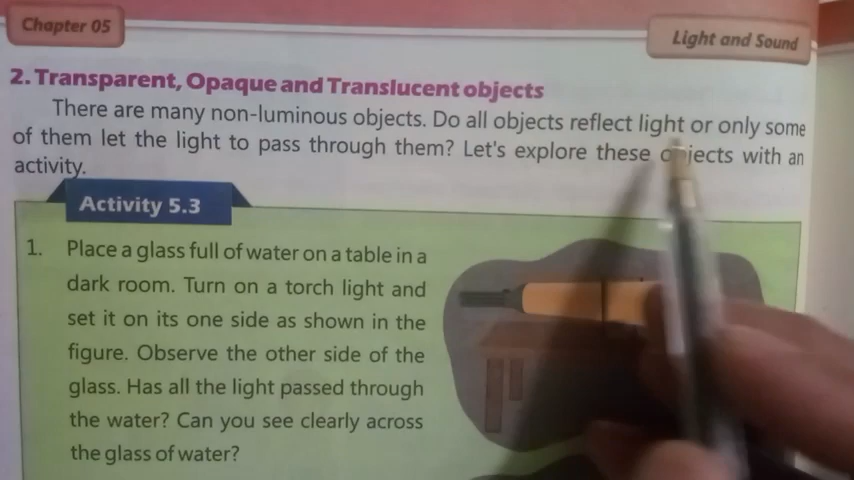 Chapter 05
Light and Sound
2. Transparent, Opaque and Translucent objects
There are many non-luminous objects. Do all objects reflect light or only some
of them let the light to pass through them? Let's explore these objects with an
activity.
Activity 5.3
1. Place a glass full of water on a table in a
dark room. Turn on a torch light and
set it on its one side as shown in the
figure. Observe the other side of the
glass. Has all the light passed through
the water? Can you see clearly across
the glass of water?